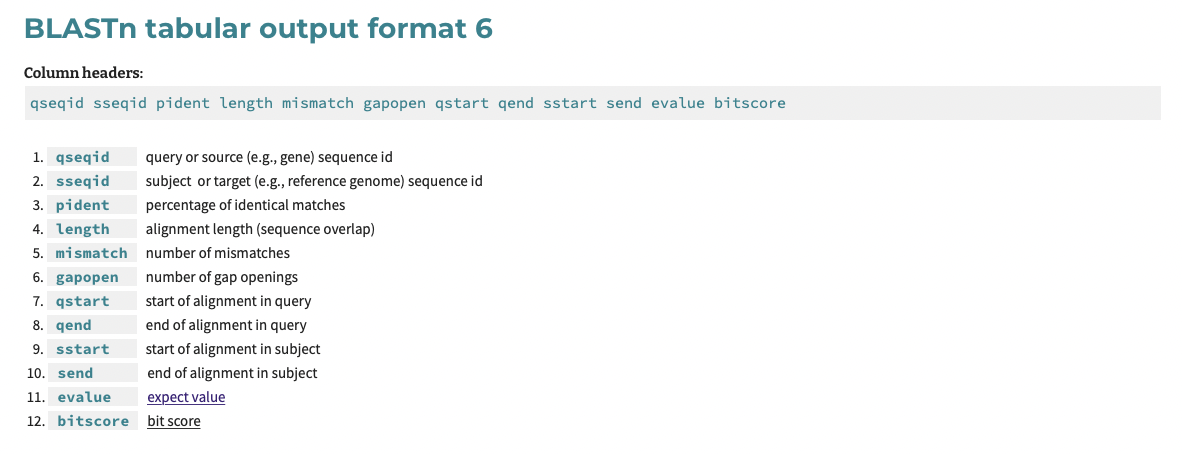 BLASTn tabular output format 6
Column headers:
qseqid sseqid pident length mismatch gapopen qstart qend sstart send evalue bitscore
1. qseqid query or source (e.g., gene) sequence id
2. sseqid subject  or target (e.g., reference genome) sequence id
3. pident percentage of identical matches
4. length alignment length (sequence overlap)
5. mismatch number of mismatches
6. gapopen number of gap openings
7. qstart start of alignment in query
8. qend end of alignment in query
9. sstart start of alignment in subject
10. send end of alignment in subject
11. evalue expect value
12. bitscore bit score